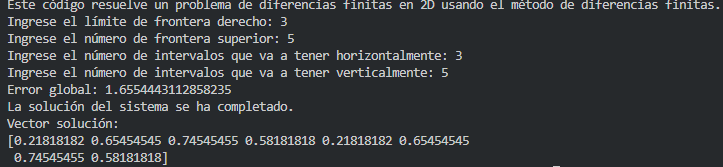 Este código resuelve un problema de diferencias finitas en 2D usando el método de diferencias finitas.
Ingrese el límite de frontera derecho: 3
Ingrese el número de frontera superior: 5
Ingrese el número de intervalos que va a tener horizontalmente: 3
Ingrese el número de intervalos que va a tener verticalmente: 5
Error global: 1.6554443112858235
La solución del sistema se ha completado.
Vector solución:
[0.21818182 0.65454545 0.74545455 0.58181818 0.21818182 0.65454545
0.74545455 0.58181818]